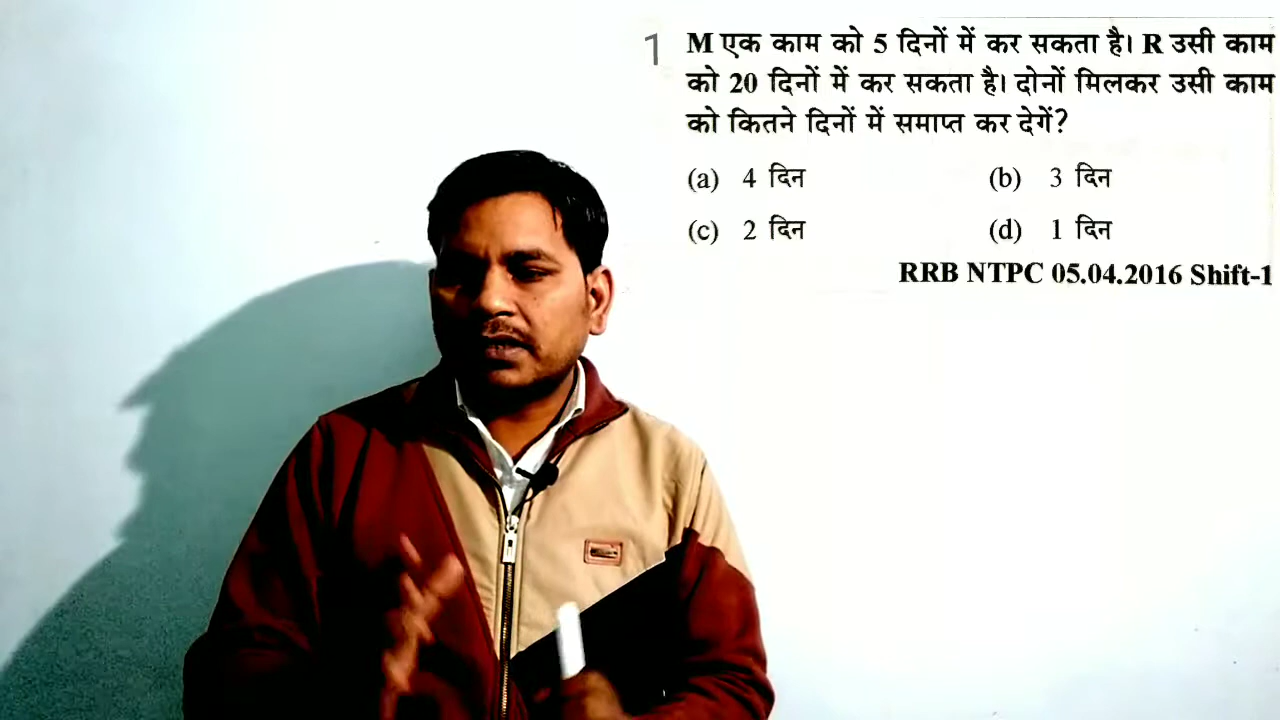 1 M एक काम को 5 दिनों में कर सकता है। R उसी काम
को 20 दिनों में कर सकता है। दोनों मिलकर उसी काम
को कितने दिनों में समाप्त कर देगें?
(a) 4 दिन (b) 3 दिन
(c) 2 दिन (d) 1 दिन
RRB NTPC 05.04.2016 Shift-1